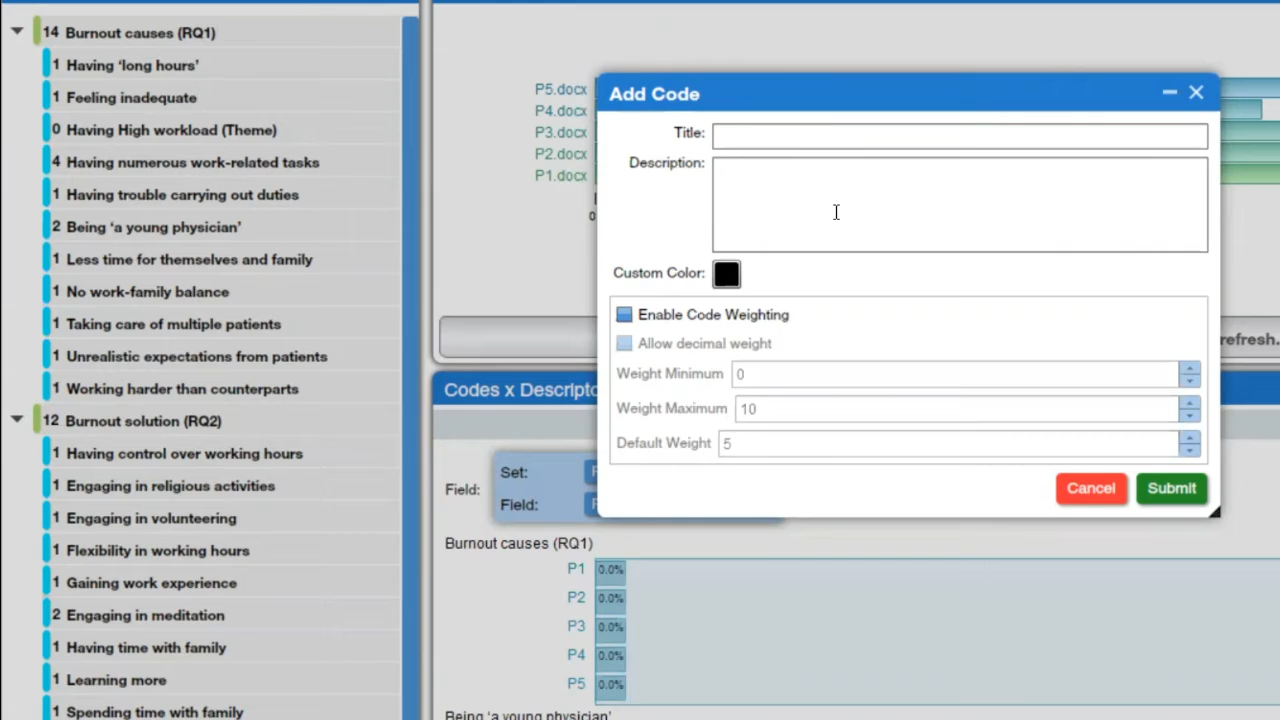 14 Burnout causes (RQ1)
1 Having ‘long hours’
1 Feeling inadequate
0 Having High workload (Theme)
4 Having numerous work-related tasks
1 Having trouble carrying out duties
2 Being ‘a young physician’
1 Less time for themselves and family
1 No work-family balance
1 Taking care of multiple patients
1 Unrealistic expectations from patients
1 Working harder than counterparts
12 Burnout solution (RQ2)
1 Having control over working hours
1 Engaging in religious activities
1 Engaging in volunteering
1 Flexibility in working hours
1 Gaining work experience
2 Engaging in meditation
1 Having time with family
1 Learning more
1 Spending time with family
P5.docx
P4.docx
P3.docx
P2.docx
P1.docx
0
Add Code
Title:
Description:
Custom Color:
Enable Code Weighting
Allow decimal weight
Weight Minimum 0
Weight Maximum 10
Default Weight 5
Cancel Submit
refresh.
Codes x Descripto
Field:
Set:
Field:
Burnout causes (RQ1)
P1 0.0%
P2 0.0%
P3 0.0%
P4 0.0%
P5 0.0%
Being ‘a young physician’